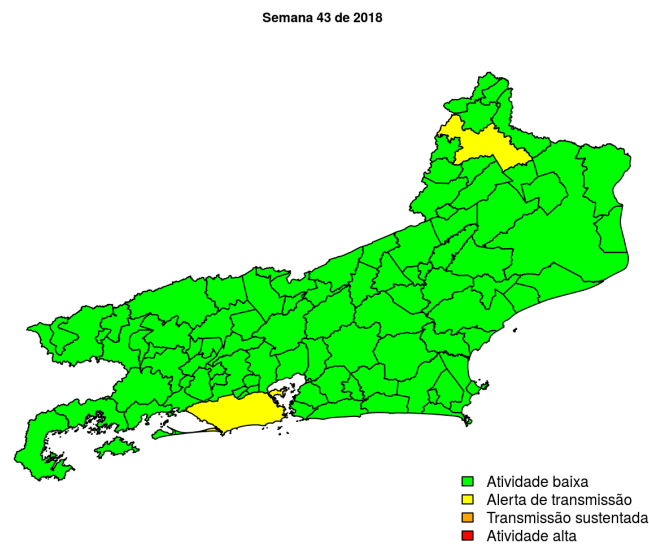 Semana 43 de 2018
Atividade baixa
Alerta de transmissão
Transmissão sustentada
Atividade alta